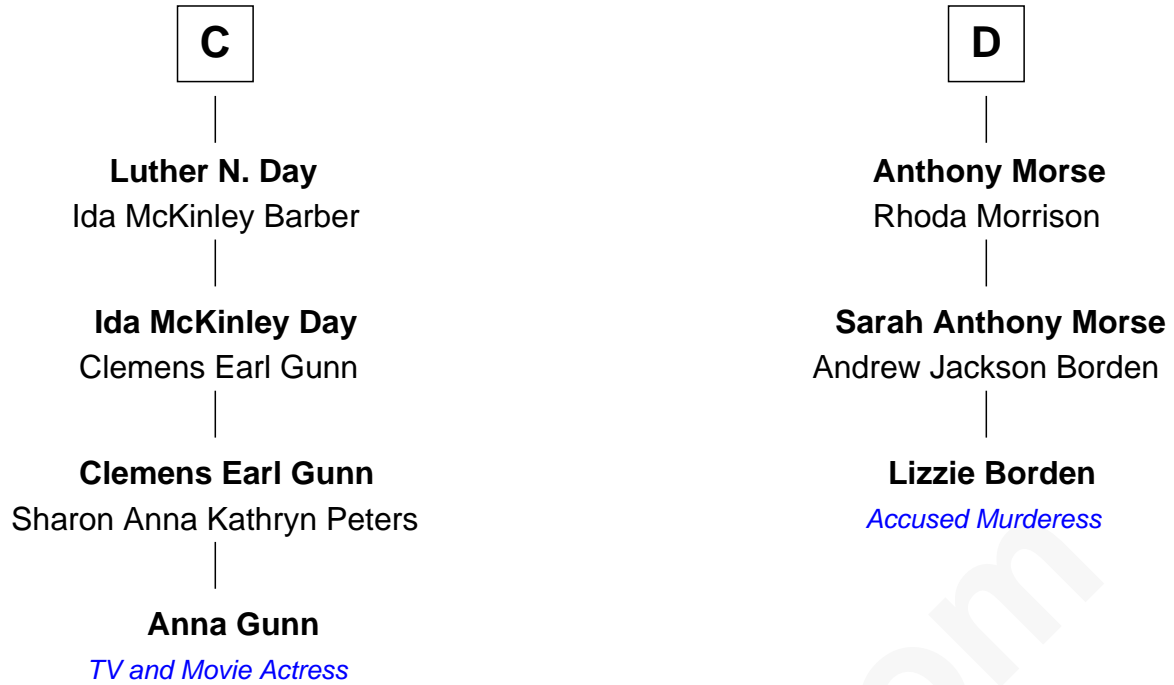 C
Luther N. Day
Ida McKinley Barber
Ida McKinley Day
Clemens Earl Gunn
Clemens Earl Gunn
Sharon Anna Kathryn Peters
Anna Gunn
TV and Movie Actress
D
Anthony Morse
Rhoda Morrison
Sarah Anthony Morse
Andrew Jackson Borden
Lizzie Borden
Accused Murderess
om